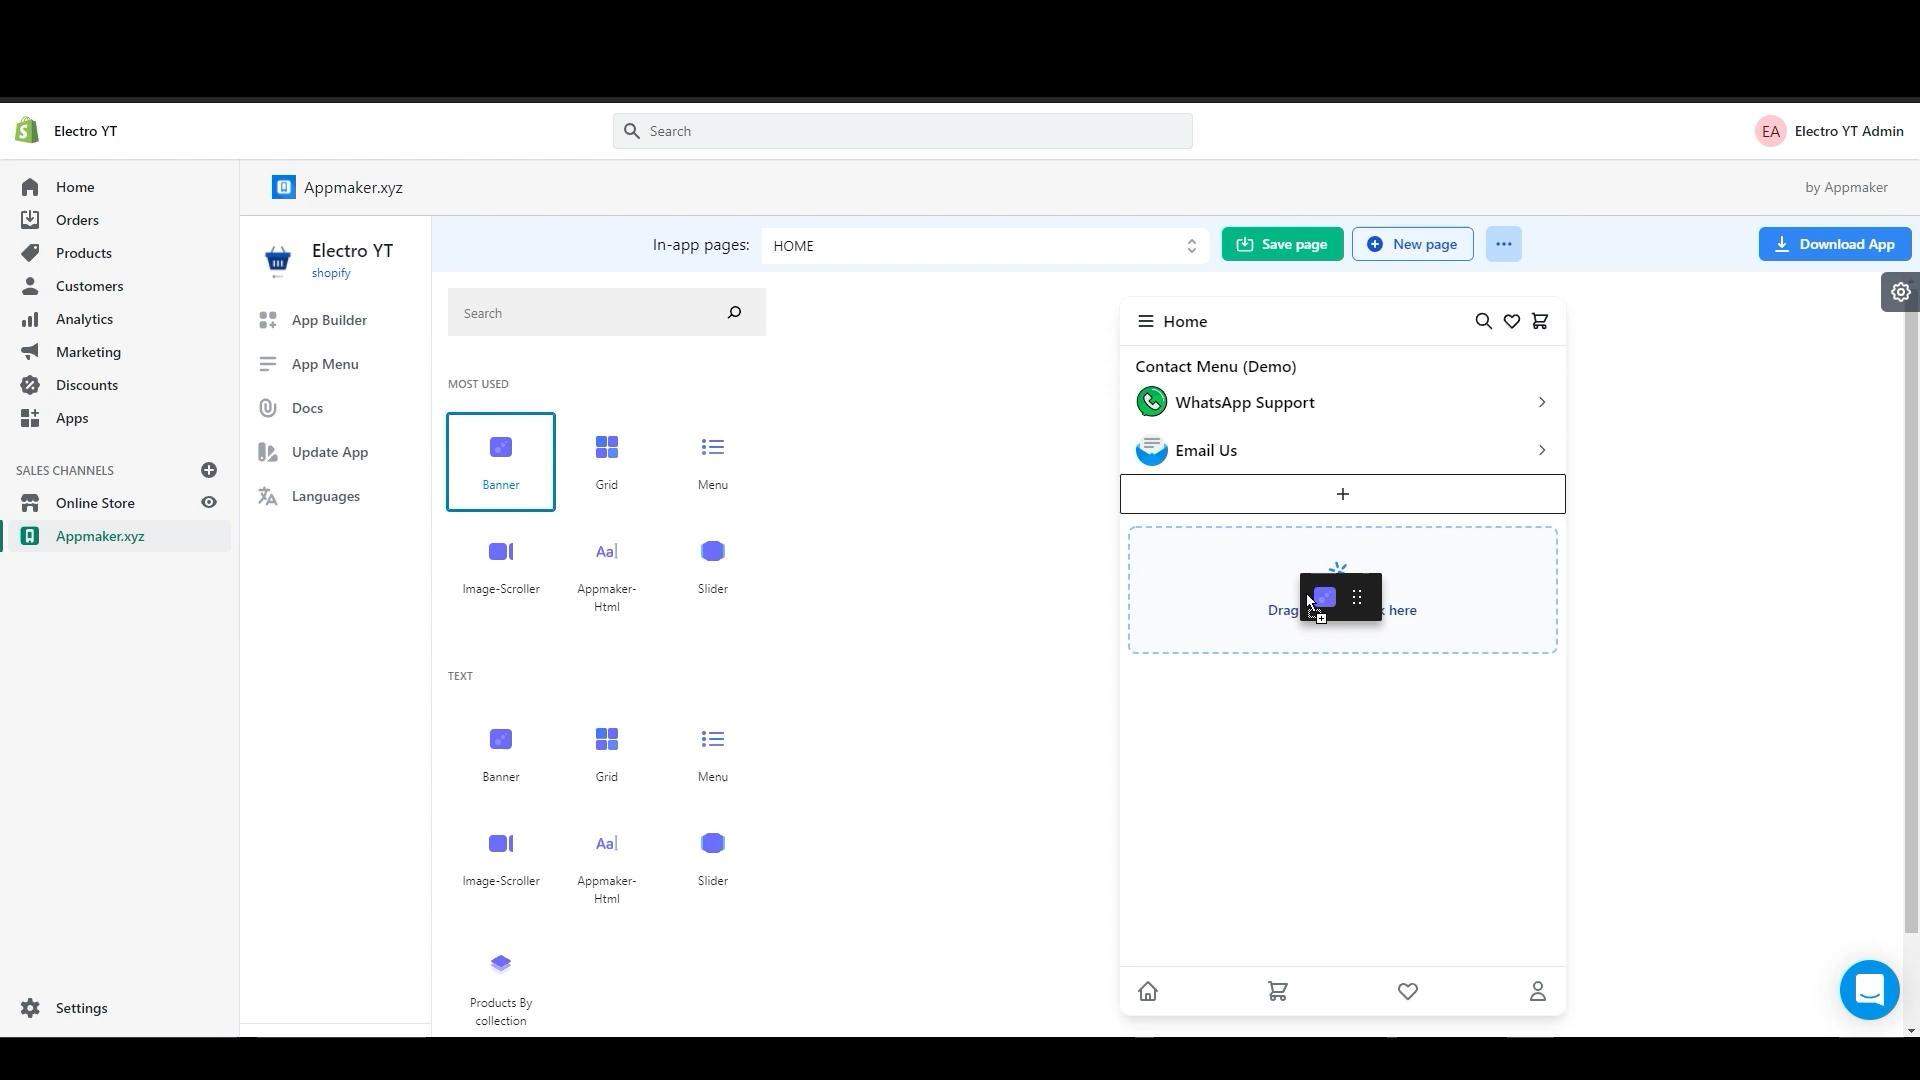 Electro YT
Search
EA
Electro YT Admin
Home
Orders
Products
Customers
Analytics
Marketing
Discounts
Apps
SALES CHANNELS
Online Store
Appmaker.xyz
Settings
Appmaker.xyz
by Appmaker
Electro YT
shopify
App Builder
App Menu
Docs
Update App
Languages
In-app pages:
HOME
Save page
New page
Download App
Search
MOST USED
Banner
Grid
Menu
Image-Scroller
Appmaker-
Html
Slider
TEXT
Banner
Grid
Menu
Image-Scroller
Appmaker-
Html
Slider
Products By
collection
Home
Contact Menu (Demo)
WhatsApp Support
Email Us
Drag
here